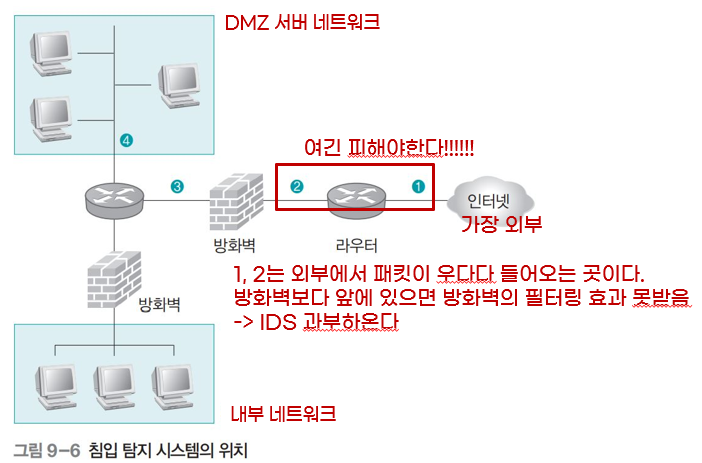 DMZ 서버 네트워크
4
여긴 피해야한다!!!!!!
3
2
1
인터넷
가장 외부
방화벽
라우터
1, 2는 외부에서 패킷이 우다다 들어오는 곳이다.
방화벽보다 앞에 있으면 방화벽의 필터링 효과 못받음
-> IDS 과부하온다
방화벽
내부 네트워크
그림 9-6 침입 탐지 시스템의 위치